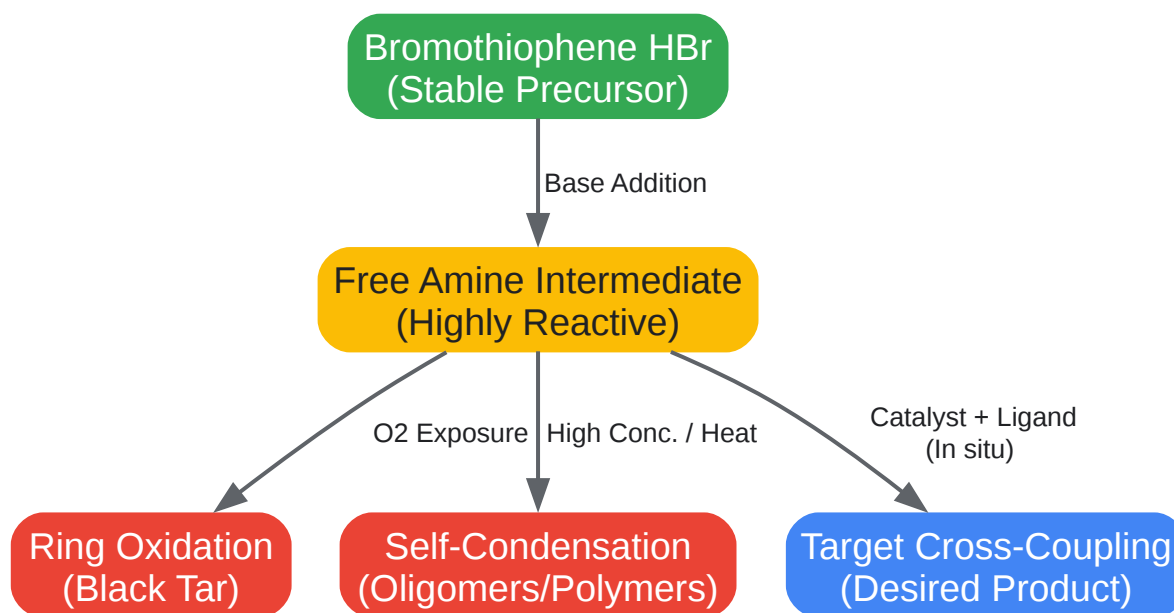 Bromothiophene HBr
(Stable Precursor)
Base Addition
Free Amine Intermediate
(Highly Reactive)
O2 Exposure
High Conc. / Heat
Catalyst + Ligand
(In situ)
Ring Oxidation
(Black Tar)
Self-Condensation
(Oligomers/Polymers)
Target Cross-Coupling
(Desired Product)